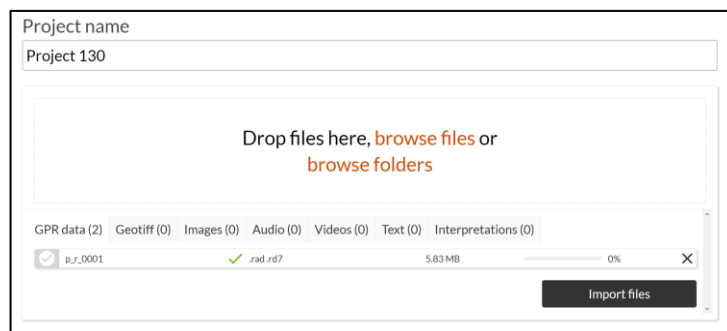 Project name
Project 130
Drop files here, browse files or
browse folders
GPR data (2) Geotiff (0) Images (0) Audio (0) Videos (0) Text (0) Interpretations (0)
p_r_0001 .rad .rd7 5.83 MB 0%
Import files